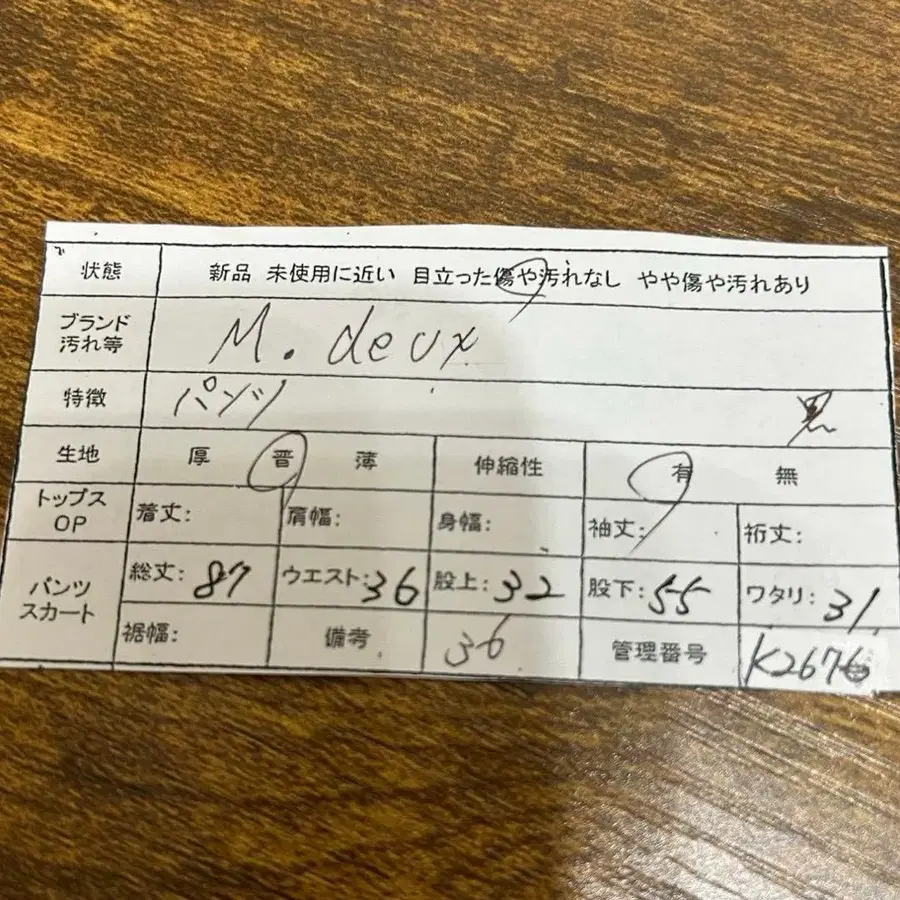 状態 新品 未使用に近い 目立った傷や汚れなし やや傷や汚れあり
ブランド 汚れ等 M.deux
特徴 パンツ 黒
生地 厚 普 薄 伸縮性 有 無
トップス OP 着丈: 肩幅: 身幅: 袖丈: 裄丈:
パンツ スカート 総丈: 87 ウエスト: 36 股上: 32 股下: 55 ワタリ: 31
裾幅: 備考 36 管理番号 K2676